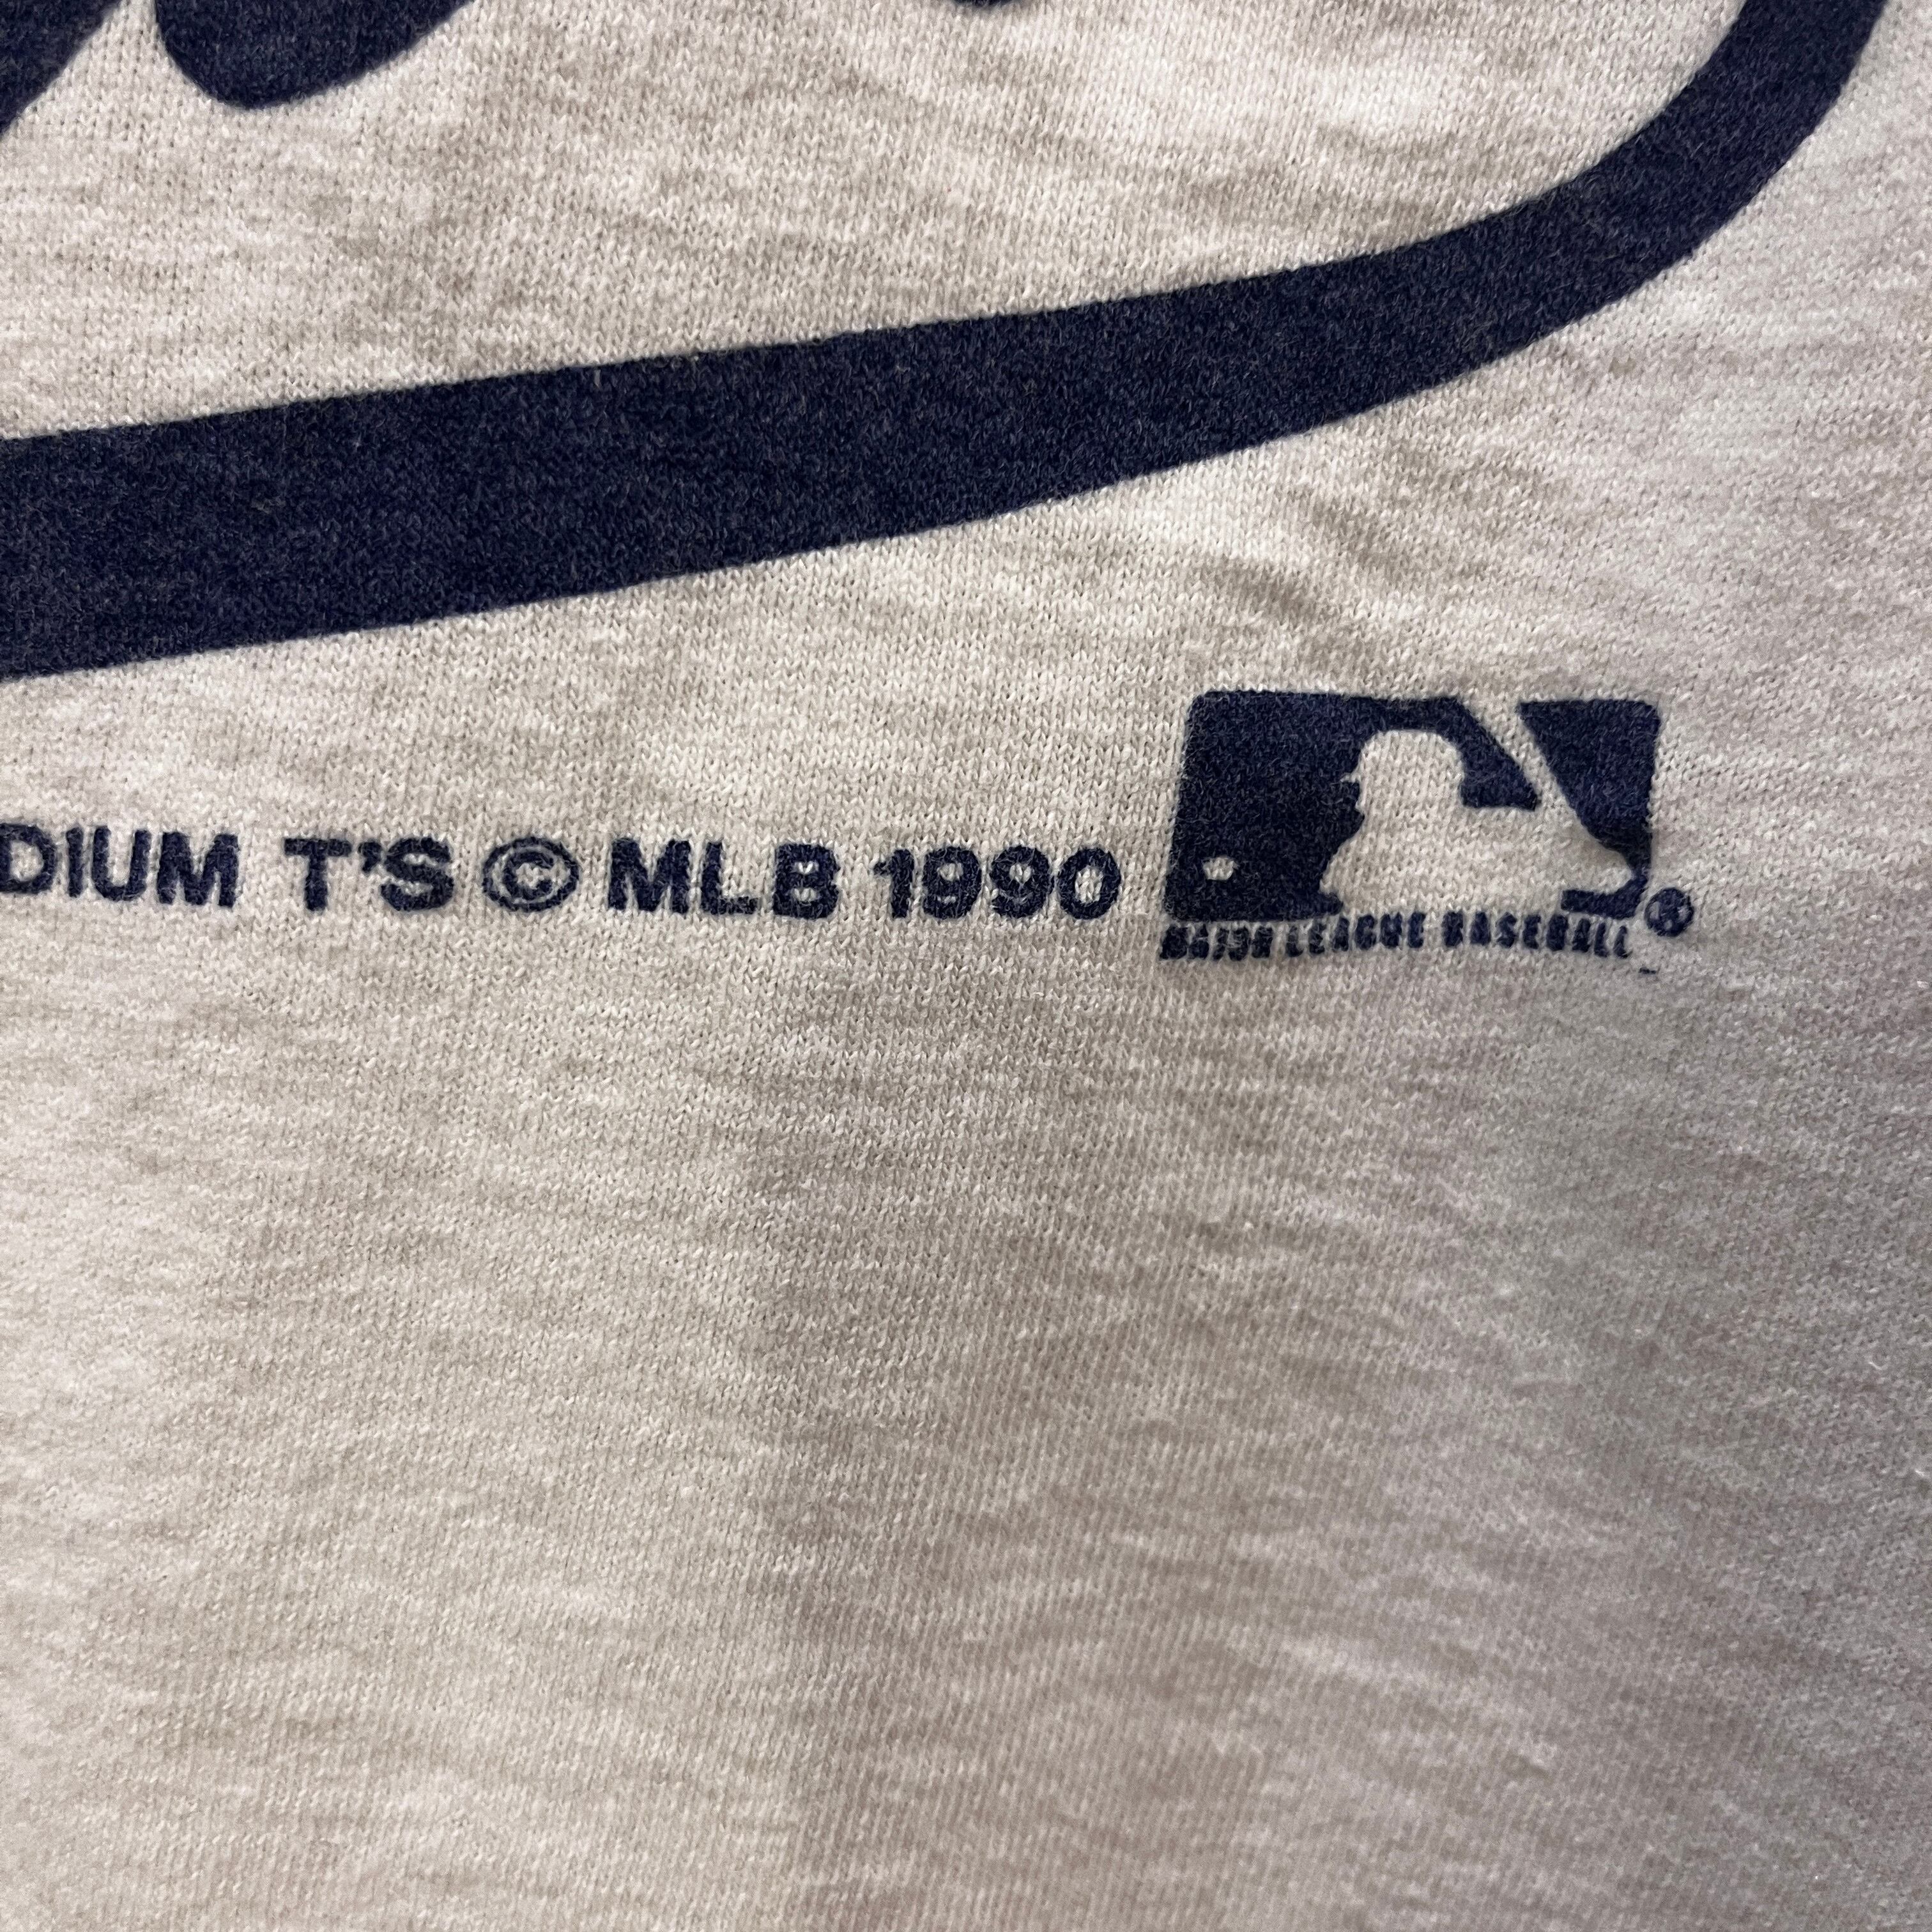 DIUM T'S © MLB 1990
MAJOR LEAGUE BASEBALL ®